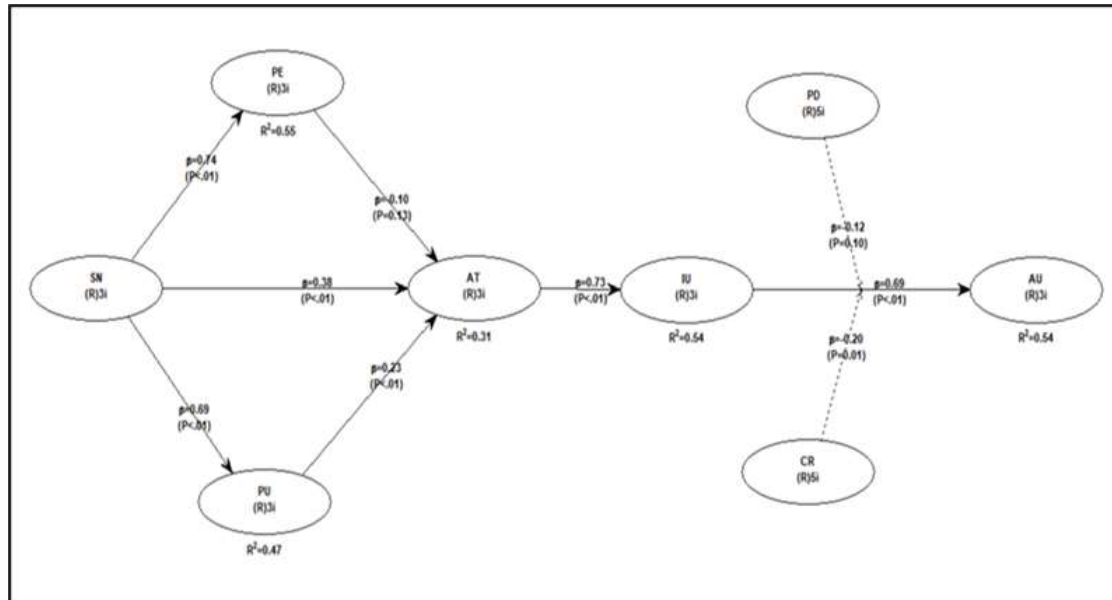 PE
(R)3i
R²=0.55
PD
(R)5i
β=0.74
(P<.01)
β=-0.10
(P=0.13)
β=-0.12
(P=0.10)
SN
(R)3i
β=0.38
(P<.01)
AT
(R)3i
R²=0.31
β=0.73
(P<.01)
IU
(R)3i
R²=0.54
β=0.69
(P<.01)
AU
(R)3i
R²=0.54
β=0.69
(P<.01)
β=0.23
(P<.01)
β=-0.20
(P=0.01)
PU
(R)3i
R²=0.47
CR
(R)5i